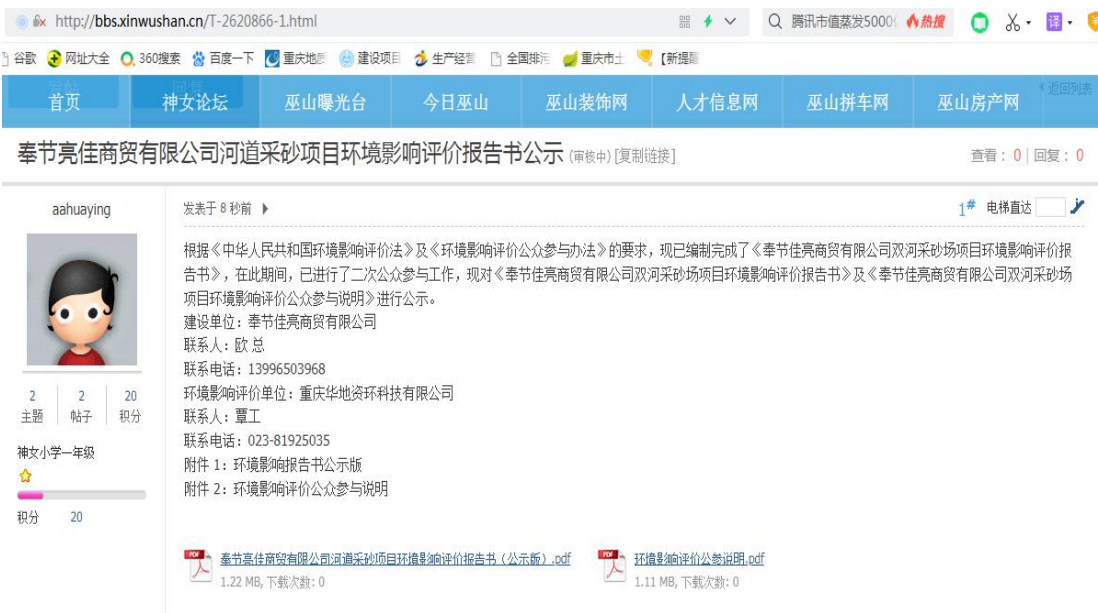 http://bbs.xinwushan.cn/T-2620866-1.html 腾讯市值蒸发5000 热搜 译
谷歌 网址大全 360搜索 百度一下 重庆地质 建设项目 生产经营 全国排污 重庆市土 【新提醒
首页 神女论坛 巫山曝光台 今日巫山 巫山装饰网 人才信息网 巫山拼车网 巫山房产网 返回列表
奉节亮佳商贸有限公司河道采砂项目环境影响评价报告书公示 (审核中) [复制链接] 查看: 0 | 回复: 0
aahuaying
发表于 8 秒前 1# 电梯直达
根据《中华人民共和国环境影响评价法》及《环境影响评价公众参与办法》的要求，现已编制完成了《奉节佳亮商贸有限公司双河采砂场项目环境影响评价报
告书》，在此期间，已进行了二次公众参与工作，现对《奉节佳亮商贸有限公司双河采砂场项目环境影响评价报告书》及《奉节佳亮商贸有限公司双河采砂场
项目环境影响评价公众参与说明》进行公示。
建设单位：奉节佳亮商贸有限公司
联系人：欧 总
联系电话：13996503968
环境影响评价单位：重庆华地资环科技有限公司
联系人：覃工
联系电话：023-81925035
附件 1：环境影响报告书公示版
附件 2：环境影响评价公众参与说明
2 2 20
主题 帖子 积分
神女小学一年级
积分 20
奉节亮佳商贸有限公司河道采砂项目环境影响评价报告书（公示版）.pdf
1.22 MB, 下载次数: 0
环境影响评价公参说明.pdf
1.11 MB, 下载次数: 0